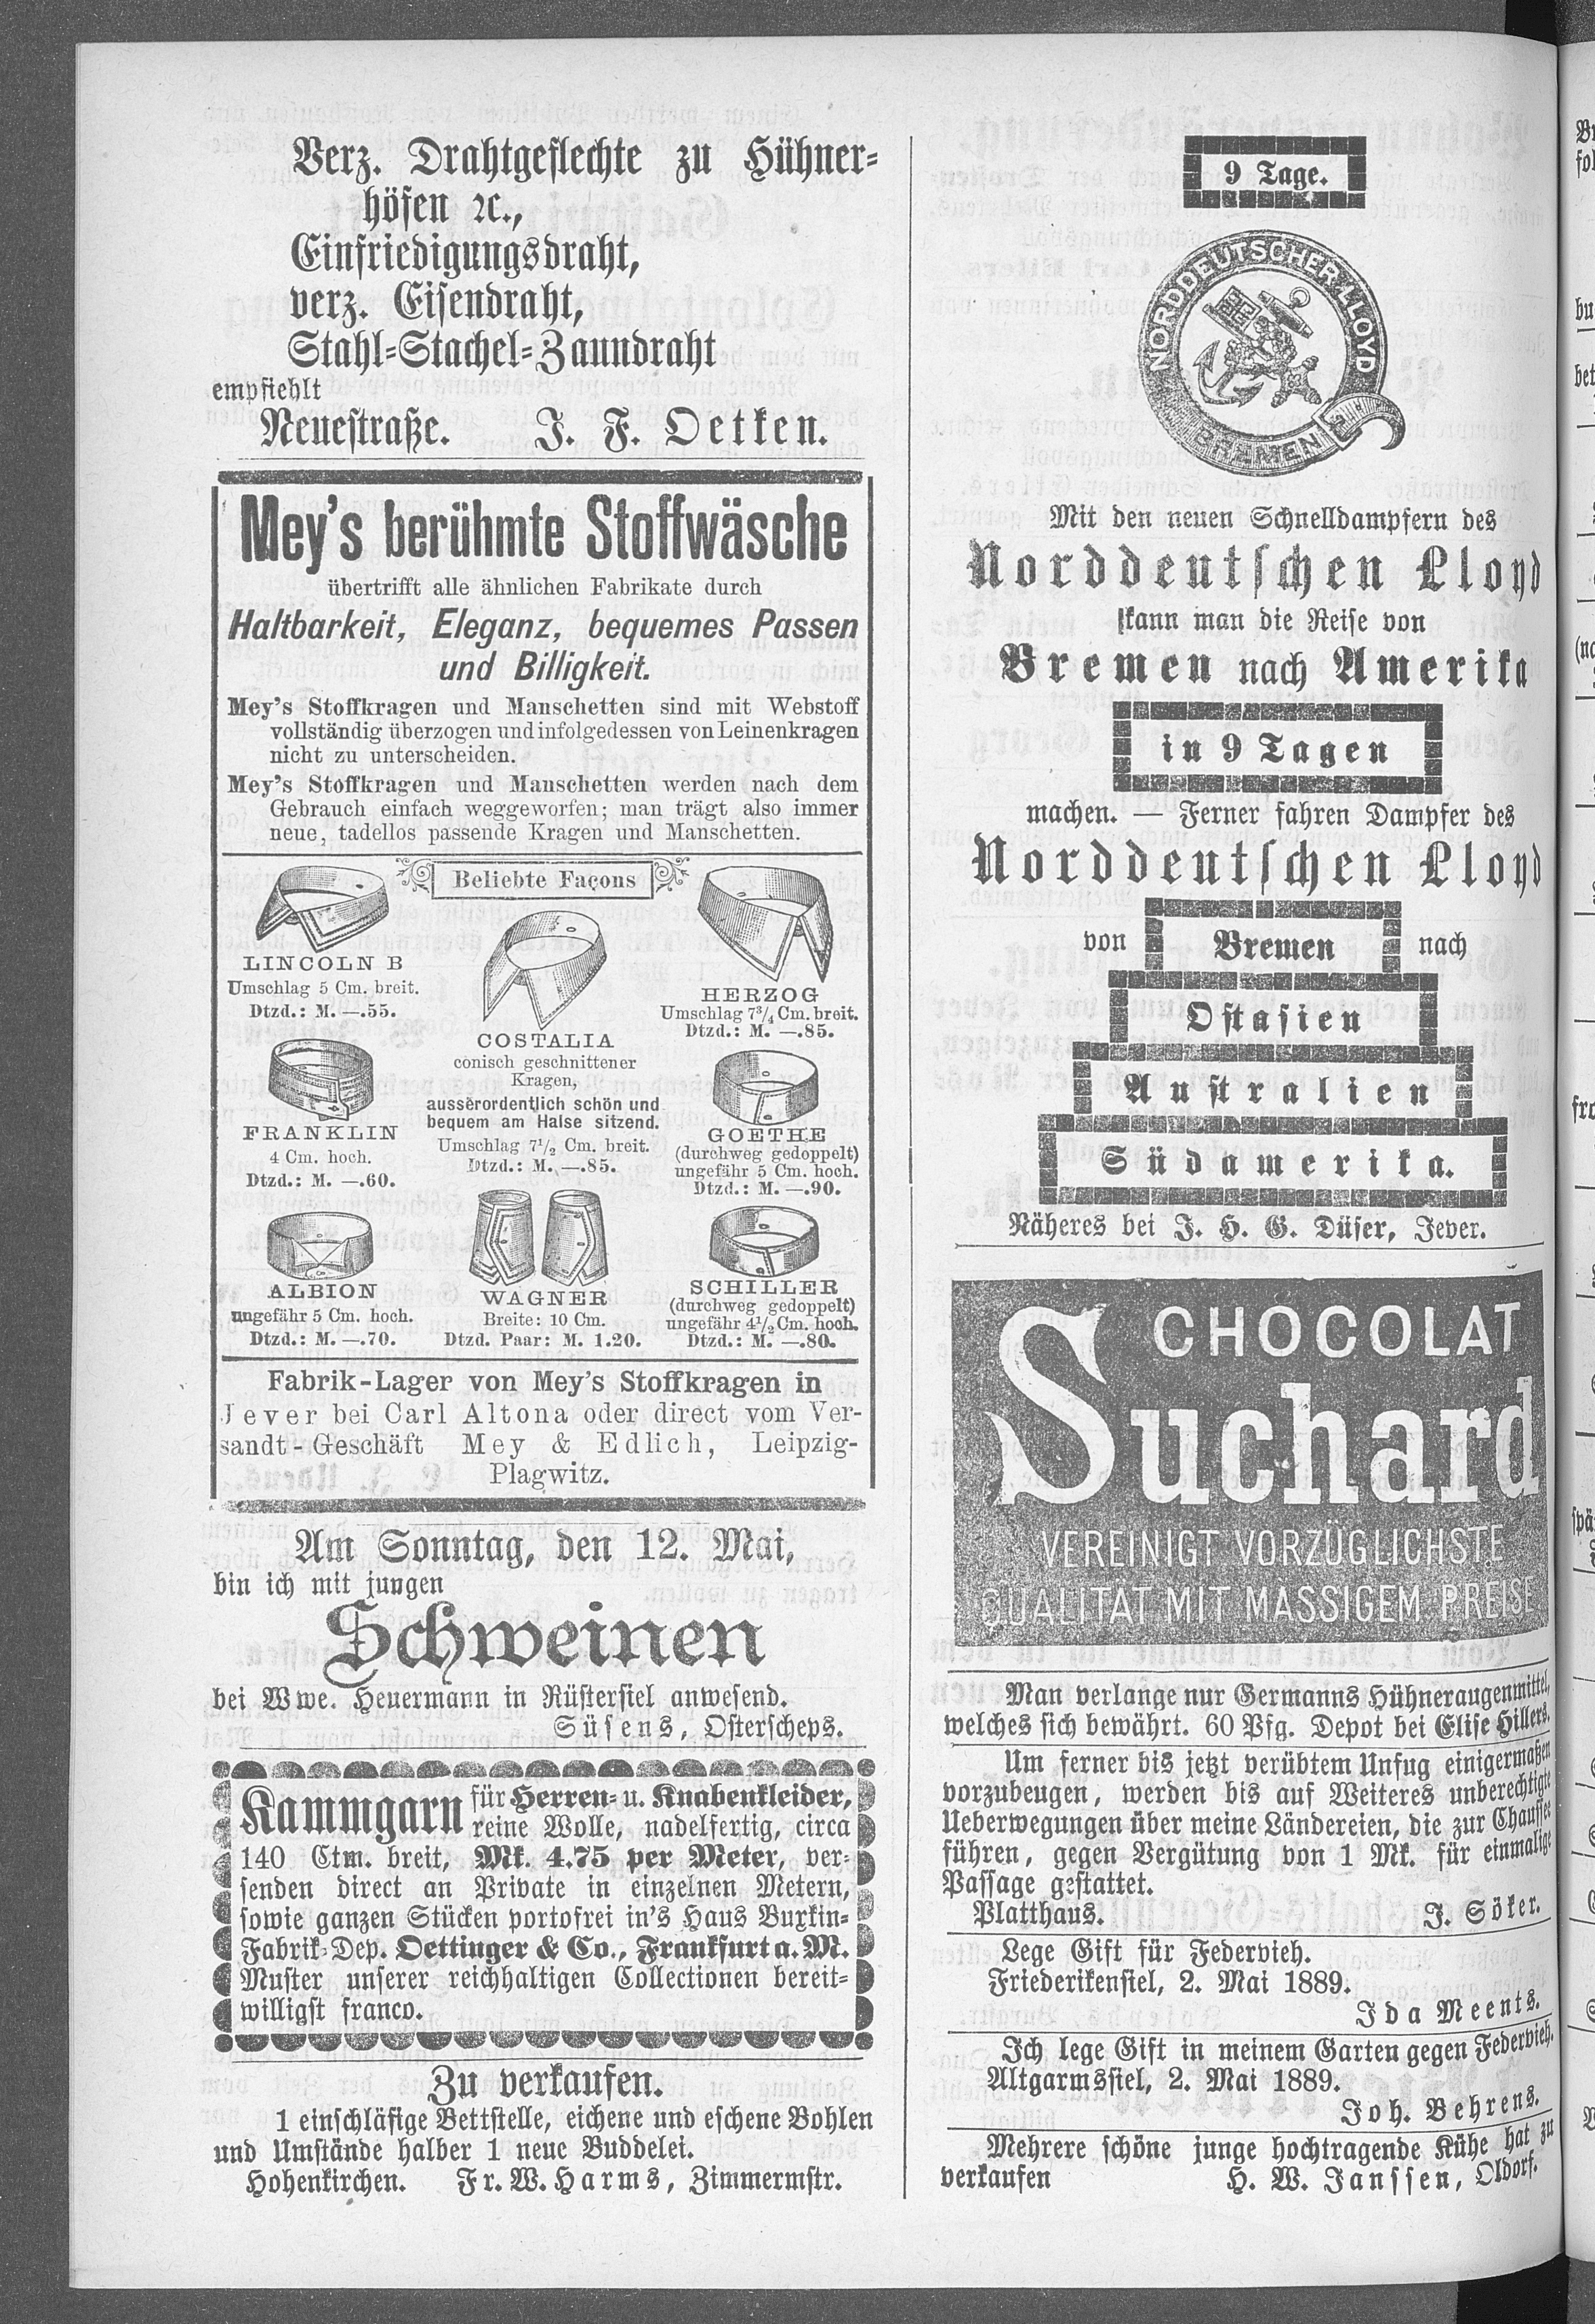 Verz. Drahtgeflechte zu Hühner-
höfen ꝛc.,
Einfriedigungsdraht,
verz. Eisendraht,
Stahl-Stachel-Zaundraht
empfiehlt
Neuestraße. J. F. Oetken.
Mey's berühmte Stoffwäsche
übertrifft alle ähnlichen Fabrikate durch
Haltbarkeit, Eleganz, bequemes Passen
und Billigkeit.
Mey's Stoffkragen und Manschetten sind mit Webstoff
vollständig überzogen und infolgedessen von Leinenkragen
nicht zu unterscheiden.
Mey's Stoffkragen und Manschetten werden nach dem
Gebrauch einfach weggeworfen; man trägt also immer
neue, tadellos passende Kragen und Manschetten.
Beliebte Façons
LINCOLN B
Umschlag 5 Cm. breit.
Dtzd.: M. —.55.
COSTALIA
conisch geschnittener
Kragen,
ausserordentlich schön und
bequem am Halse sitzend.
Umschlag 7½ Cm. breit.
Dtzd.: M. —.85.
HERZOG
Umschlag 7¾ Cm. breit.
Dtzd.: M. —.85.
FRANKLIN
4 Cm. hoch.
Dtzd.: M. —.60.
GOETHE
(durchweg gedoppelt)
ungefähr 5 Cm. hoch.
Dtzd.: M. —.90.
ALBION
ungefähr 5 Cm. hoch.
Dtzd.: M. —.70.
WAGNER
Breite: 10 Cm.
Dtzd. Paar: M. 1.20.
SCHILLER
(durchweg gedoppelt)
ungefähr 4½ Cm. hoch.
Dtzd.: M. —.80.
Fabrik-Lager von Mey's Stoffkragen in
Jever bei Carl Altona oder direct vom Ver-
sandt-Geschäft Mey & Edlich, Leipzig-
Plagwitz.
Am Sonntag, den 12. Mai,
bin ich mit jungen
Schweinen
bei Wwe. Heuermann in Rüstersiel anwesend.
Süsens, Osterscheps.
Kammgarn für Herren- u. Knabenkleider,
reine Wolle, nadelfertig, circa
140 Ctm. breit, Mk. 4.75 per Meter, ver-
senden direct an Private in einzelnen Metern,
sowie ganzen Stücken portofrei in's Haus Buxkin-
Fabrik-Dep. Oettinger & Co., Frankfurt a. M.
Muster unserer reichhaltigen Collectionen bereit-
willigst franco.
Zu verkaufen.
1 einschläfige Bettstelle, eichene und eschene Bohlen
und Umstände halber 1 neue Buddelei.
Hohenkirchen. Fr. W. Harms, Zimmermstr.
9 Tage.
NORDDEUTSCHER LLOYD
BREMEN
Mit den neuen Schnelldampfern des
Norddeutschen Lloyd
kann man die Reise von
Bremen nach Amerika
in 9 Tagen
machen. — Ferner fahren Dampfer des
Norddeutschen Lloyd
von Bremen nach
Ostasien
Australien
Südamerika.
Näheres bei J. H. G. Düser, Jever.
CHOCOLAT
Suchard
VEREINIGT VORZÜGLICHSTE
QUALITÄT MIT MASSIGEM PREISE
Man verlange nur Germanns Hühneraugenmittel,
welches sich bewährt. 60 Pfg. Depot bei Elise Hillers.
Um ferner bis jetzt verübtem Unfug einigermaßen
vorzubeugen, werden bis auf Weiteres unberechtigte
Ueberwegungen über meine Ländereien, die zur Chaussee
führen, gegen Vergütung von 1 Mk. für einmalige
Passage gestattet.
Platthaus. J. Söker.
Lege Gift für Federvieh.
Friederikensiel, 2. Mai 1889.
Ida Meents.
Ich lege Gift in meinem Garten gegen Federvieh.
Altgarmssiel, 2. Mai 1889.
Joh. Behrens.
Mehrere schöne junge hochtragende Kühe hat zu
verkaufen H. W. Janssen, Oldorf.